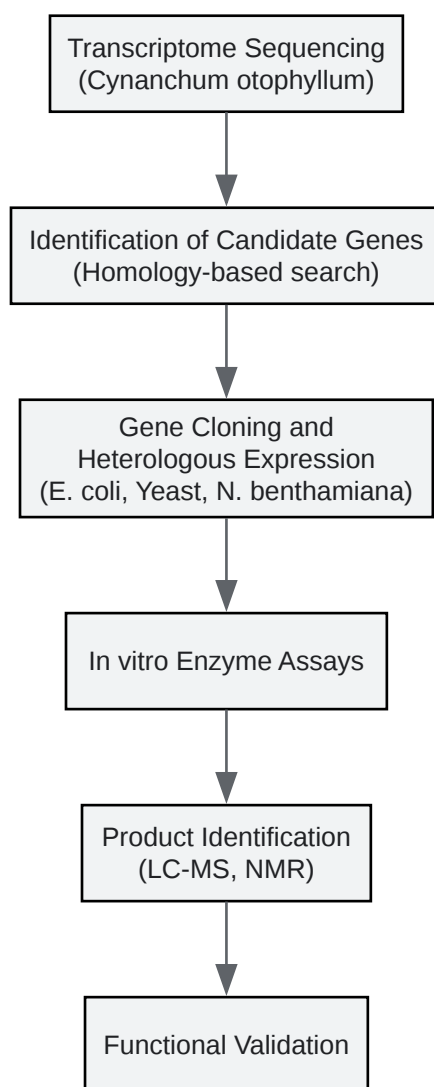 Transcriptome Sequencing
(Cynanchum otophyllum)
Identification of Candidate Genes
(Homology-based search)
Gene Cloning and
Heterologous Expression
(E. coli, Yeast, N. benthamiana)
In vitro Enzyme Assays
Product Identification
(LC-MS, NMR)
Functional Validation